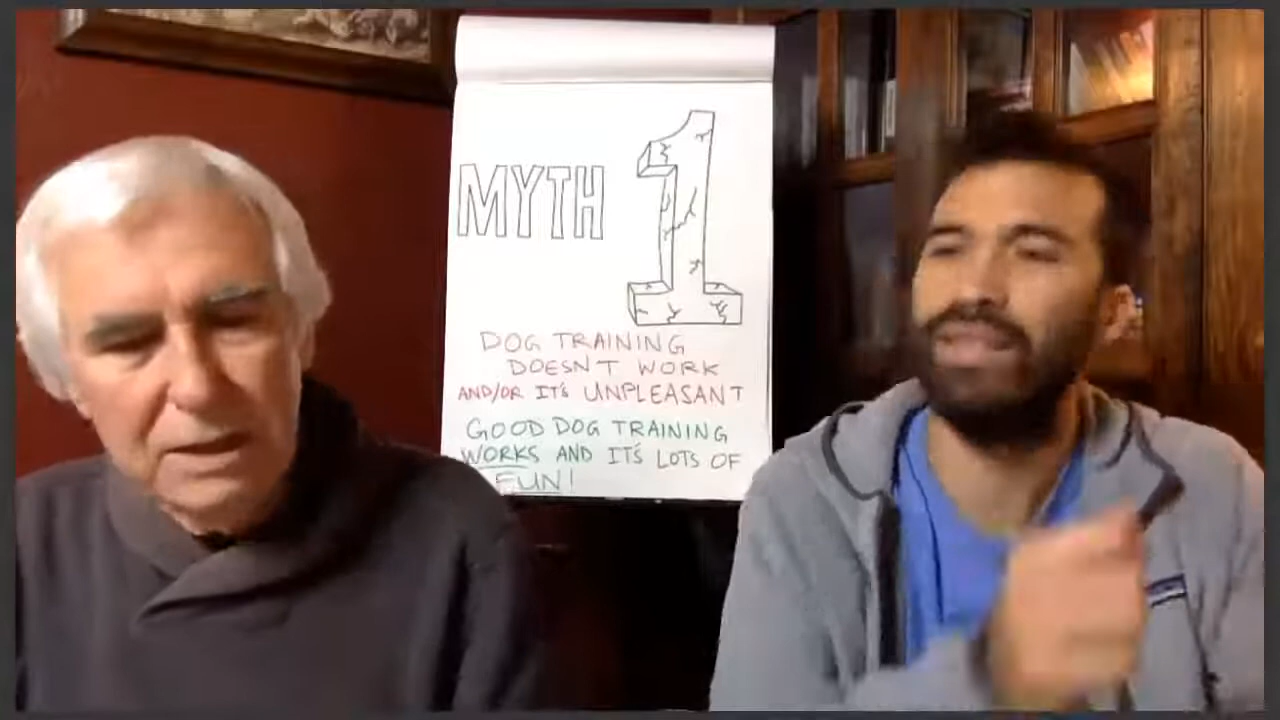 MYTH 1
DOG TRAINING
DOESN'T WORK
AND/OR IT'S UNPLEASANT
GOOD DOG TRAINING
WORKS AND IT'S LOTS OF
FUN!